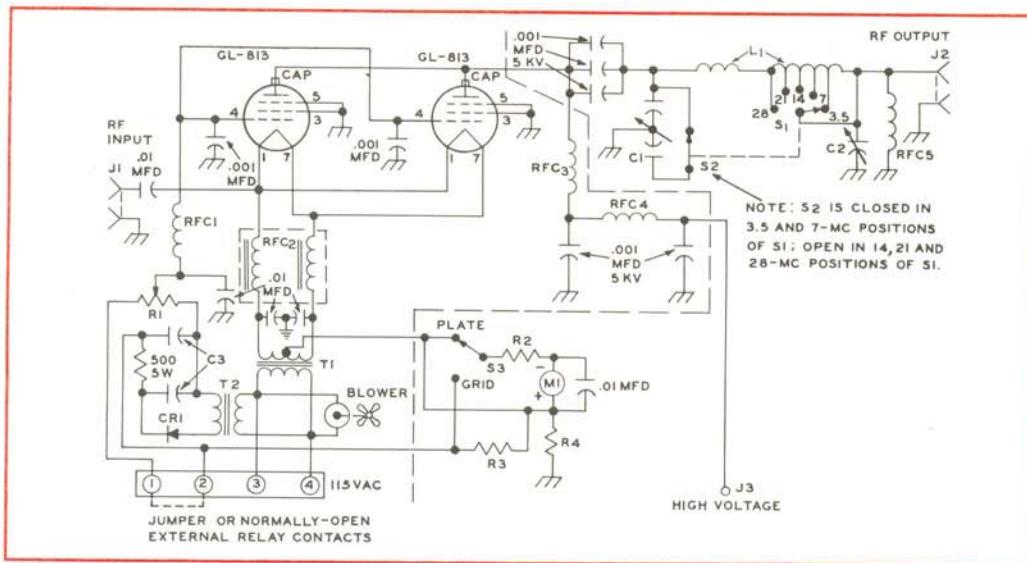 GL-813
GL-813
.001
MFD
5 KV
RF OUTPUT
L1
J2
CAP
CAP
4
5
3
4
5
3
1
7
1
7
28
21
14
7
3.5
S1
RF
INPUT
.01
MFD
J1
.001
MFD
.001
MFD
C1
S2
C2
RFC5
RFC1
RFC2
RFC3
RFC4
NOTE: S2 IS CLOSED IN
3.5 AND 7-MC POSITIONS
OF S1; OPEN IN 14, 21 AND
28-MC POSITIONS OF S1.
.01
MFD
.001
MFD
5 KV
R1
PLATE
R2
S3
GRID
-
M1
+
.01 MFD
500
5W
C3
T1
T2
BLOWER
CR1
R3
R4
1
2
3
4
115VAC
J3
HIGH VOLTAGE
JUMPER OR NORMALLY-OPEN
EXTERNAL RELAY CONTACTS